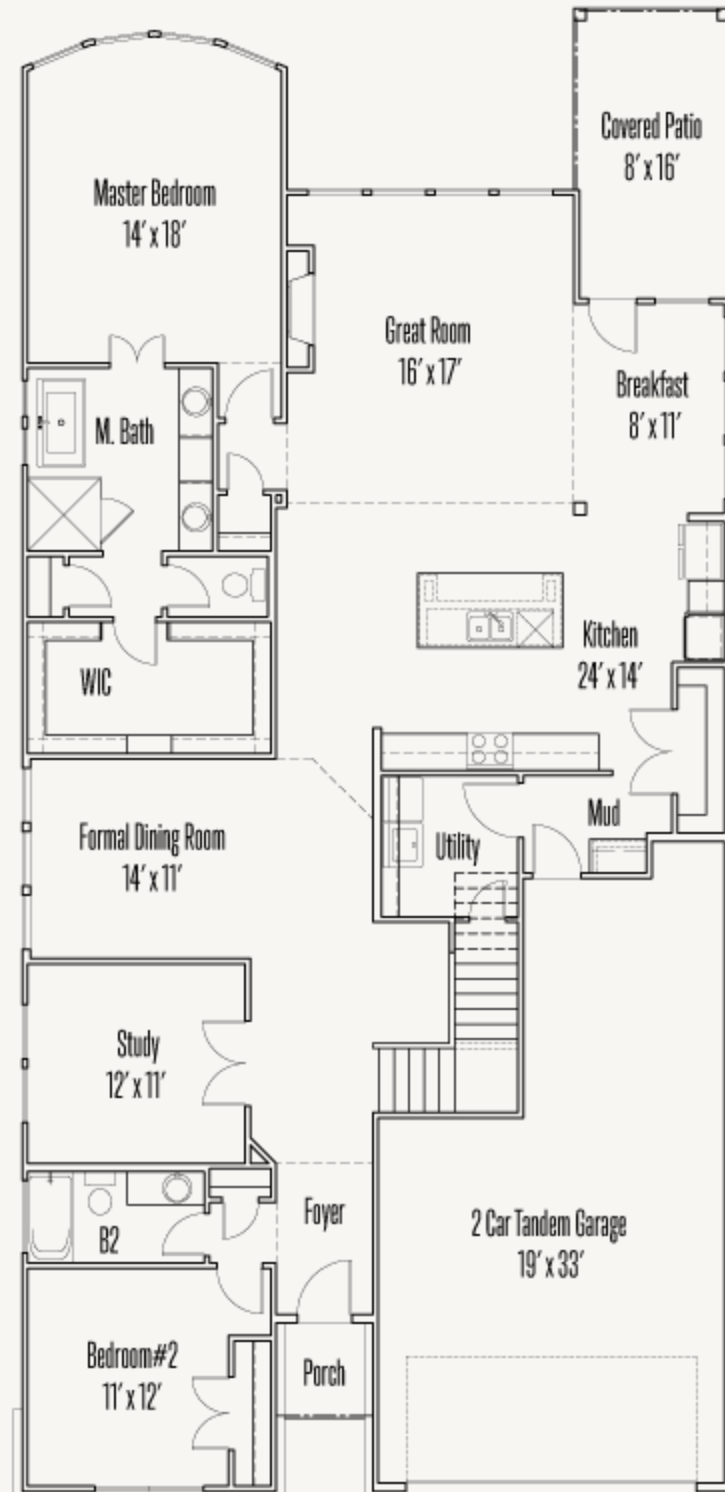 Covered Patio
8' x 16'
Master Bedroom
14' x 18'
Great Room
16' x 17'
Breakfast
8' x 11'
M. Bath
Kitchen
24' x 14'
WIC
Mud
Formal Dining Room
14' x 11'
Utility
Study
12' x 11'
Foyer
2 Car Tandem Garage
19' x 33'
B2
Bedroom#2
11' x 12'
Porch